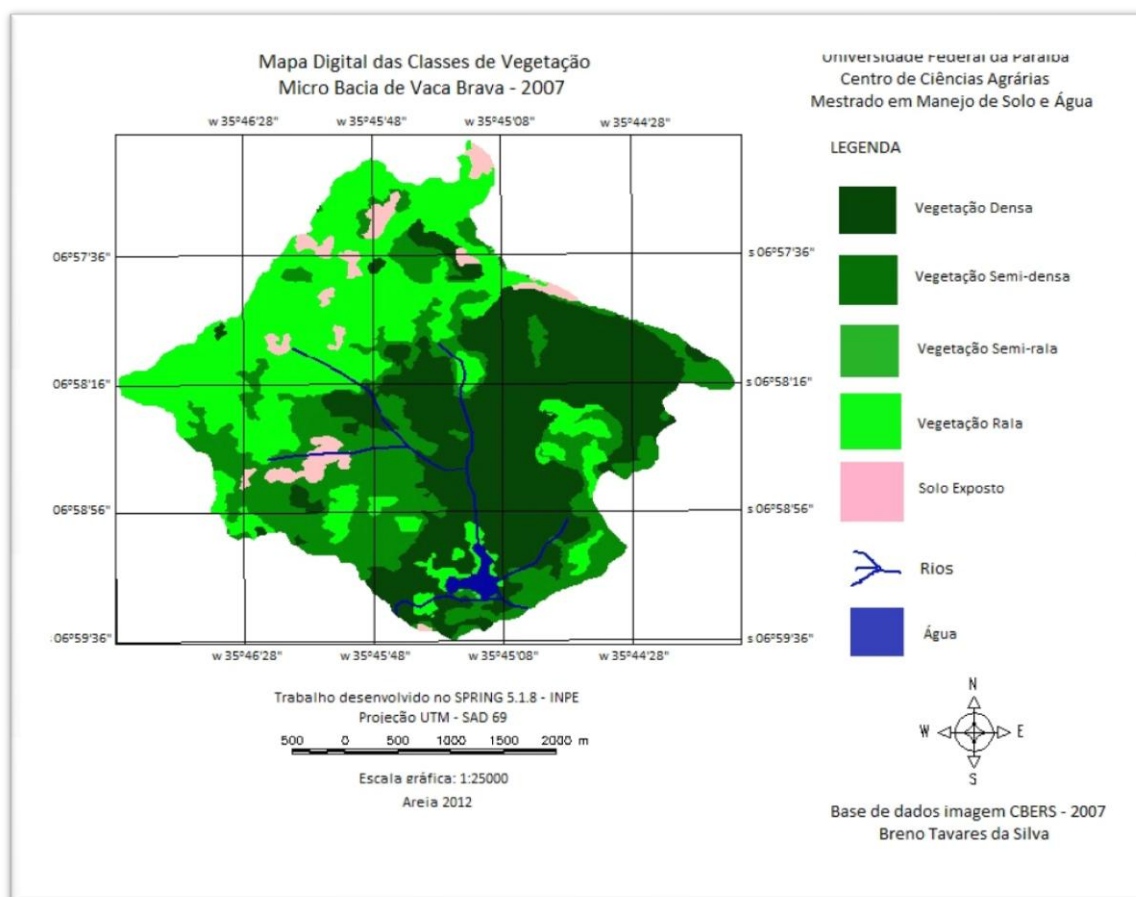 Mapa Digital das Classes de Vegetação
Micro Bacia de Vaca Brava - 2007
w 35º46'28" w 35º45'48" w 35º45'08" w 35º44'28"
06º57'36"
06º58'16"
06º58'56"
06º59'36"
s 06º57'36"
s 06º58'16"
s 06º58'56"
s 06º59'36"
w 35º46'28" w 35º45'48" w 35º45'08" w 35º44'28"
Trabalho desenvolvido no SPRING 5.1.8 - INPE
Projeção UTM - SAD 69
500 0 500 1000 1500 2000 m
Escala gráfica: 1:25000
Areia 2012
Universidade Federal da Paraíba
Centro de Ciências Agrárias
Mestrado em Manejo de Solo e Água
LEGENDA
Vegetação Densa
Vegetação Semi-densa
Vegetação Semi-rala
Vegetação Rala
Solo Exposto
Rios
Água
N
W E
S
Base de dados imagem CBERS - 2007
Breno Tavares da Silva